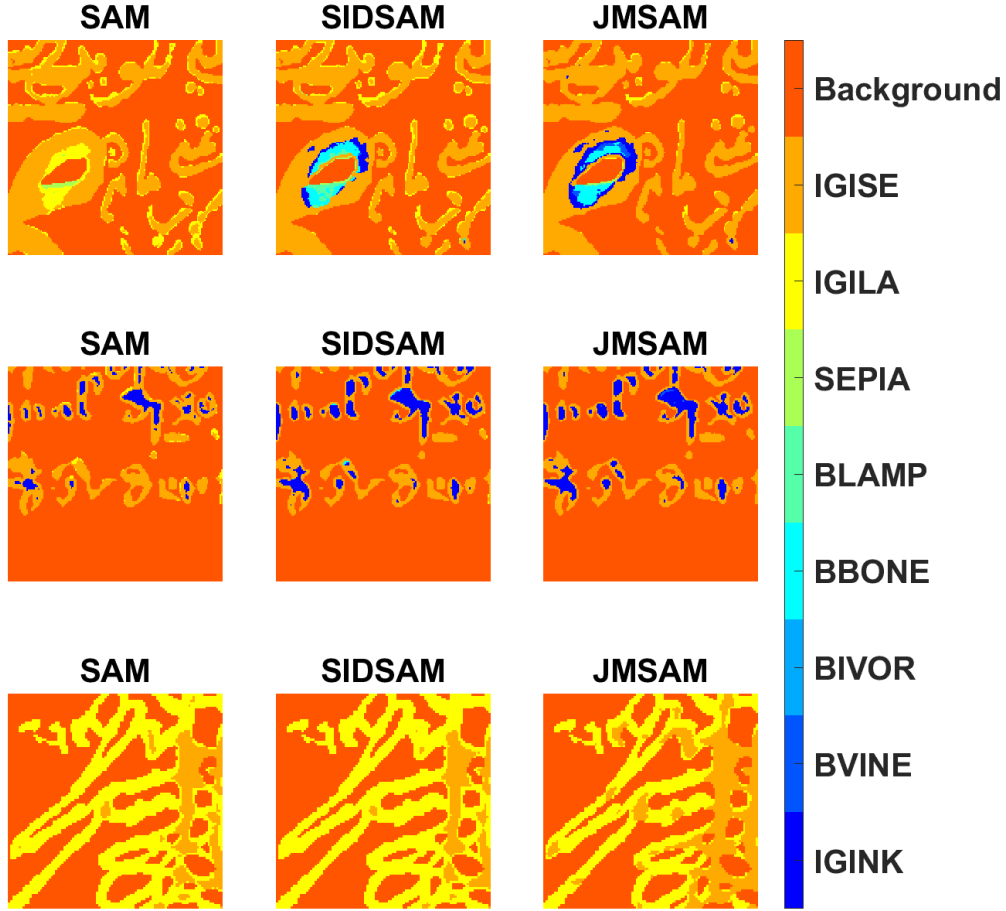 SAM
SIDSAM
JMSAM
Background
IGISE
IGILA
SEPIA
BLAMP
BBONE
BIVOR
BVINE
IGINK
SAM
SIDSAM
JMSAM
SAM
SIDSAM
JMSAM